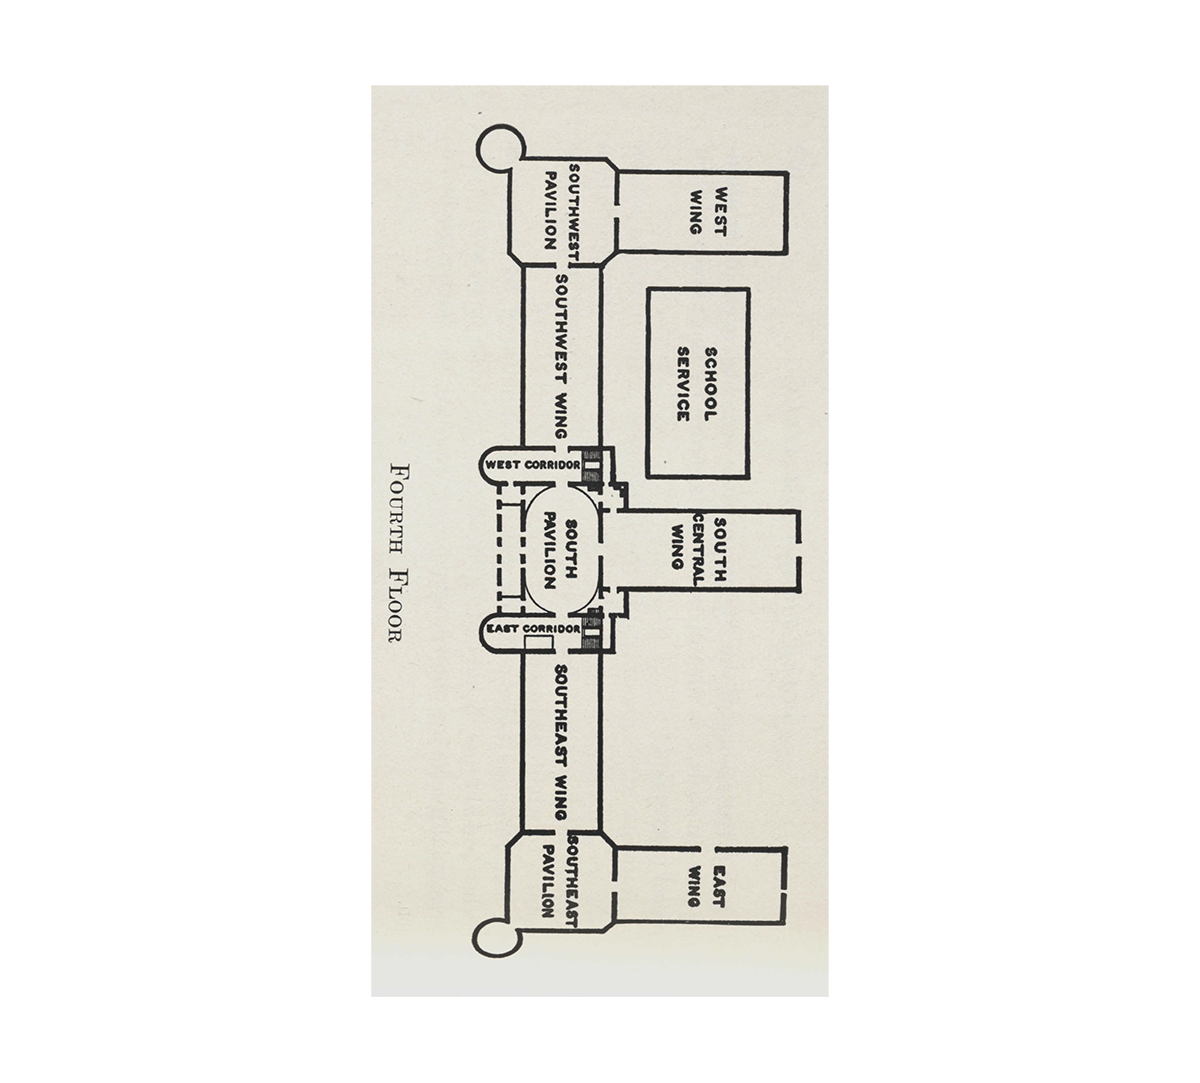 WEST
WING
SOUTHWEST
PAVILION
SOUTHWEST WING
SCHOOL
SERVICE
WEST CORRIDOR
SOUTH
PAVILION
SOUTH
CENTRAL
WING
EAST CORRIDOR
SOUTHEAST WING
SOUTHEAST
PAVILION
EAST
WING
FOURTH FLOOR